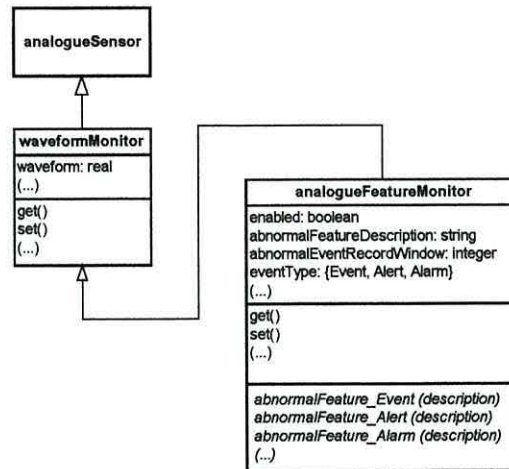 analogueSensor
waveformMonitor
waveform: real
(...)
get()
set()
(...)
analogueFeatureMonitor
enabled: boolean
abnormalFeatureDescription: string
abnormalEventRecordWindow: integer
eventType: {Event, Alert, Alarm}
(...)
get()
set()
(...)
abnormalFeature_Event (description)
abnormalFeature_Alert (description)
abnormalFeature_Alarm (description)
(...)